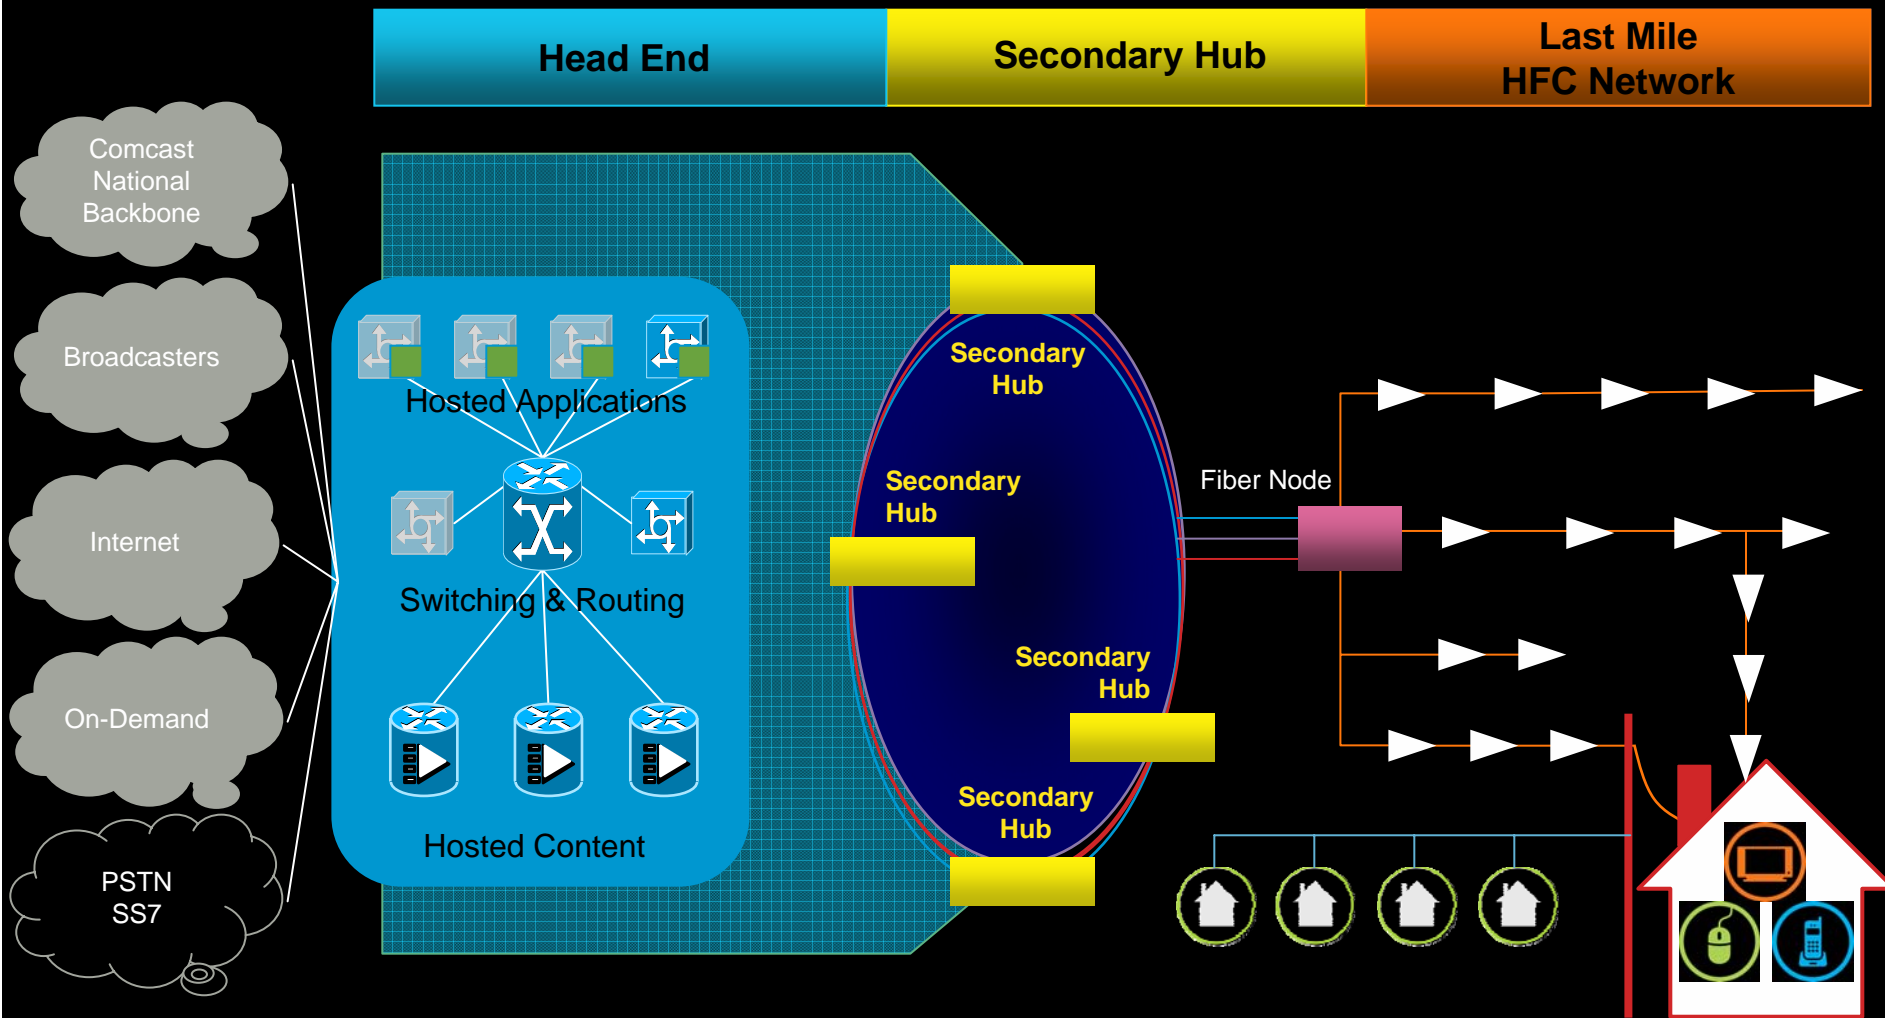 Head End
Secondary Hub
Last Mile
HFC Network
Comcast
National
Backbone
Broadcasters
Internet
On-Demand
PSTN
SS7
Hosted Applications
Switching & Routing
Hosted Content
Secondary
Hub
Secondary
Hub
Secondary
Hub
Secondary
Hub
Fiber Node